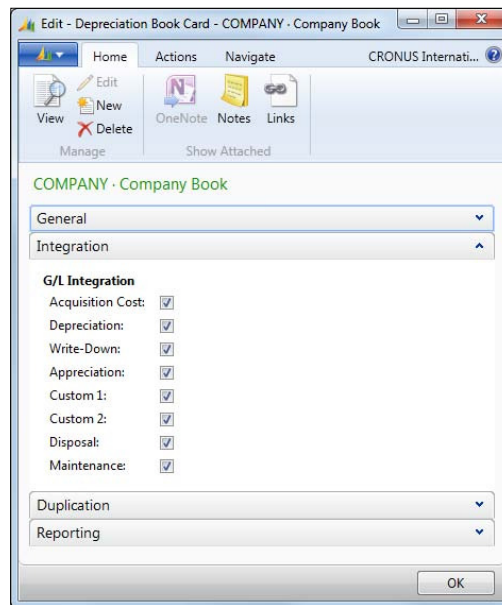 Edit - Depreciation Book Card - COMPANY · Company Book
Home Actions Navigate CRONUS Internati...
View
Edit
New
Delete
OneNote Notes Links
Manage Show Attached
COMPANY · Company Book
General
Integration
G/L Integration
Acquisition Cost:
Depreciation:
Write-Down:
Appreciation:
Custom 1:
Custom 2:
Disposal:
Maintenance:
Duplication
Reporting
OK